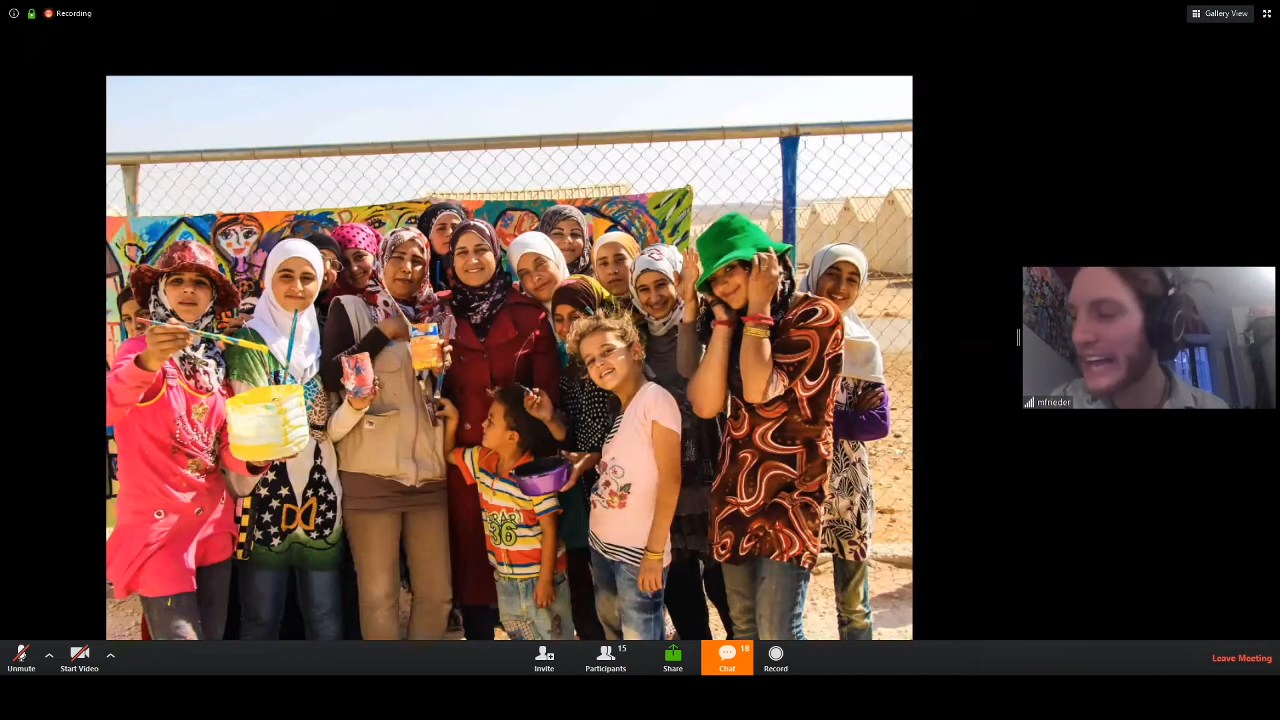 Recording
Gallery View
36
mfrieder
Unmute
Start Video
Invite
15
Participants
Share
18
Chat
Record
Leave Meeting